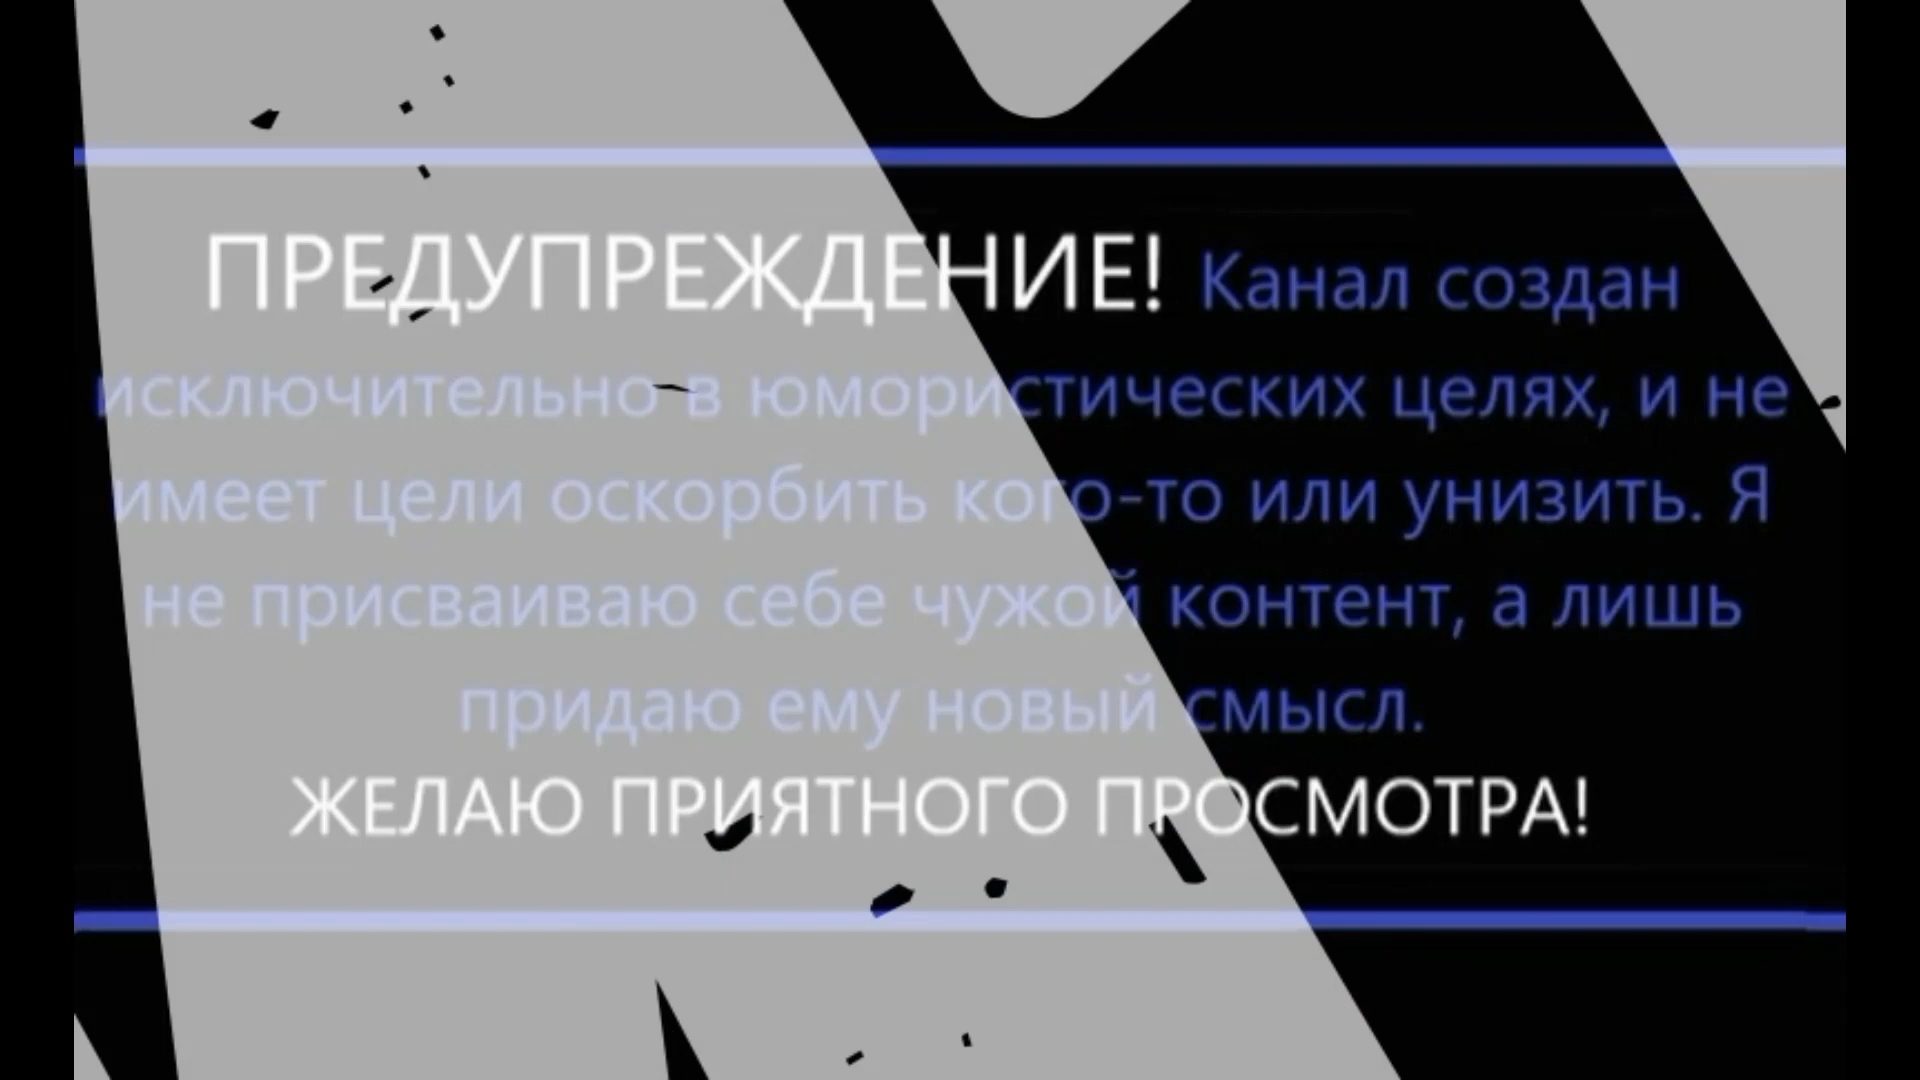 ПРЕДУПРЕЖДЕНИЕ! Канал создан
исключительно в юмористических целях, и не
имеет цели оскорбить кого-то или унизить. Я
не присваиваю себе чужой контент, а лишь
придаю ему новый смысл.
ЖЕЛАЮ ПРИЯТНОГО ПРОСМОТРА!